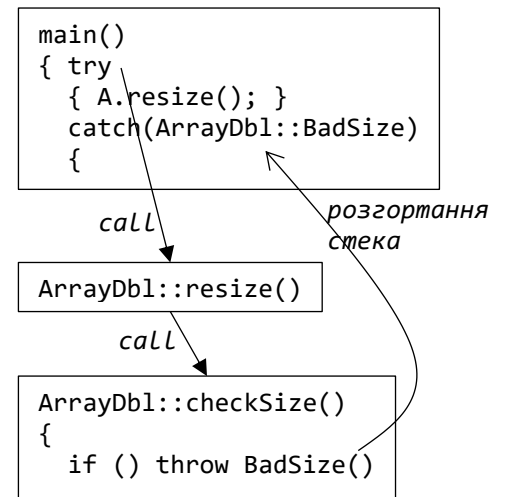 main()
{ try
  { A.resize(); }
  catch(ArrayDbl::BadSize)
  {
call
розгортання
стека
ArrayDbl::resize()
call
ArrayDbl::checkSize()
{
  if () throw BadSize()